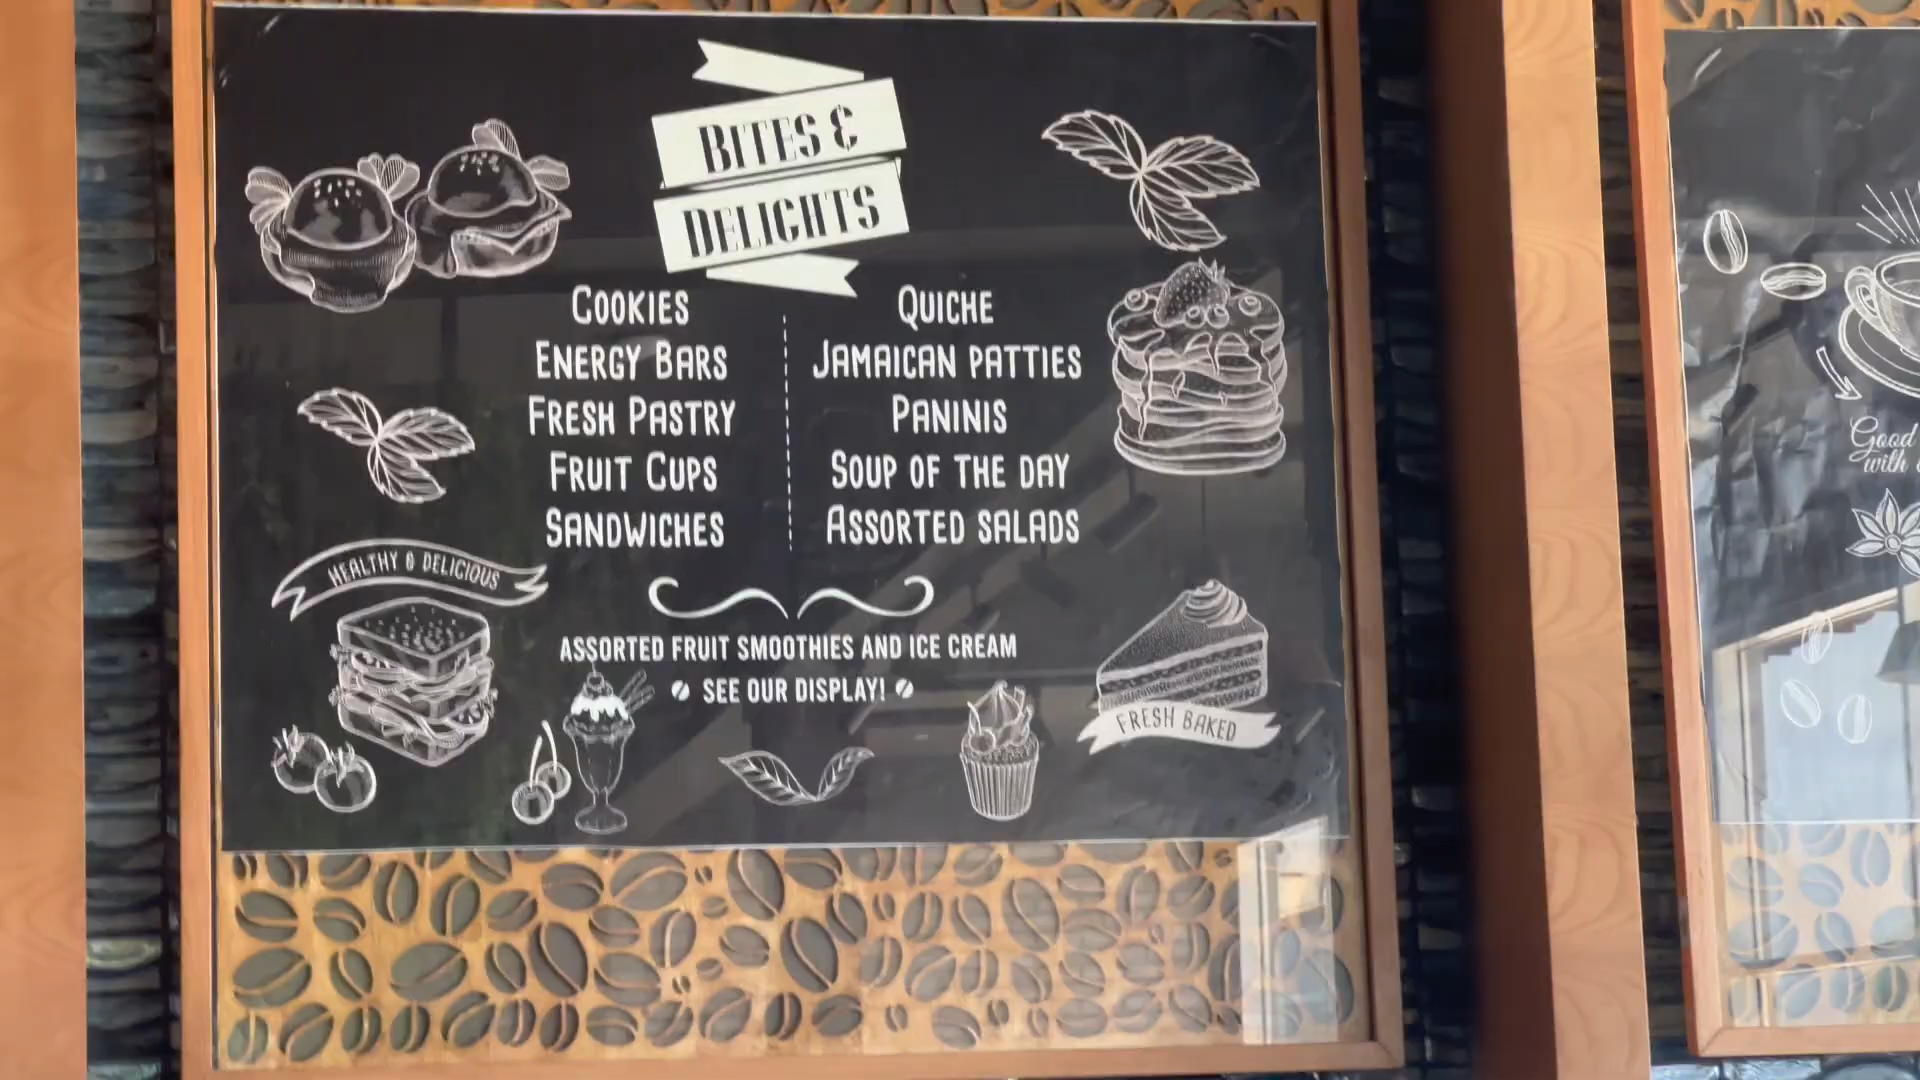 BITES &
DELIGHTS
COOKIES
ENERGY BARS
FRESH PASTRY
FRUIT CUPS
SANDWICHES
QUICHE
JAMAICAN PATTIES
PANINIS
SOUP OF THE DAY
ASSORTED SALADS
HEALTHY & DELICIOUS
ASSORTED FRUIT SMOOTHIES AND ICE CREAM
SEE OUR DISPLAY!
FRESH BAKED
Good
with